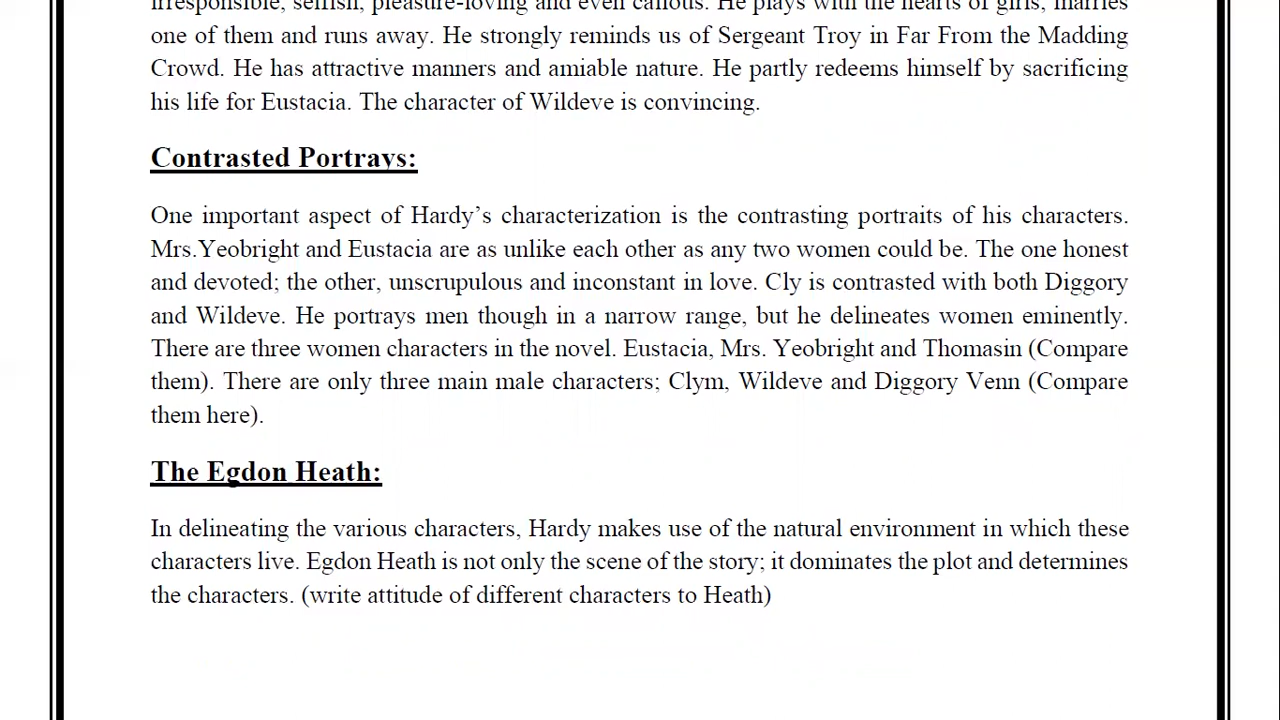 irresponsible, selfish, pleasure-loving and even callous. He plays with the hearts of girls, marries
one of them and runs away. He strongly reminds us of Sergeant Troy in Far From the Madding
Crowd. He has attractive manners and amiable nature. He partly redeems himself by sacrificing
his life for Eustacia. The character of Wildeve is convincing.
Contrasted Portrays:
One important aspect of Hardy’s characterization is the contrasting portraits of his characters.
Mrs.Yeobright and Eustacia are as unlike each other as any two women could be. The one honest
and devoted; the other, unscrupulous and inconstant in love. Cly is contrasted with both Diggory
and Wildeve. He portrays men though in a narrow range, but he delineates women eminently.
There are three women characters in the novel. Eustacia, Mrs. Yeobright and Thomasin (Compare
them). There are only three main male characters; Clym, Wildeve and Diggory Venn (Compare
them here).
The Egdon Heath:
In delineating the various characters, Hardy makes use of the natural environment in which these
characters live. Egdon Heath is not only the scene of the story; it dominates the plot and determines
the characters. (write attitude of different characters to Heath)